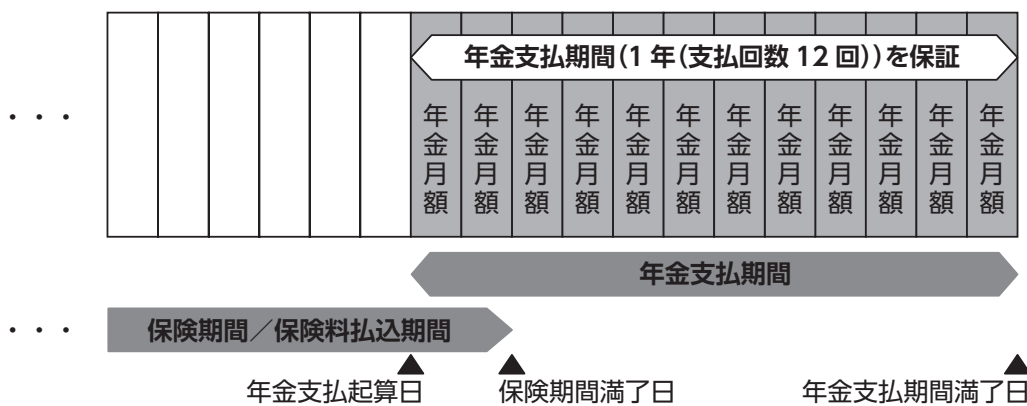 年金支払期間(1年(支払回数 12 回))を保証
・・・
年金月額
年金月額
年金月額
年金月額
年金月額
年金月額
年金月額
年金月額
年金月額
年金月額
年金月額
年金月額
年金支払期間
・・・
保険期間／保険料払込期間
年金支払起算日
保険期間満了日
年金支払期間満了日